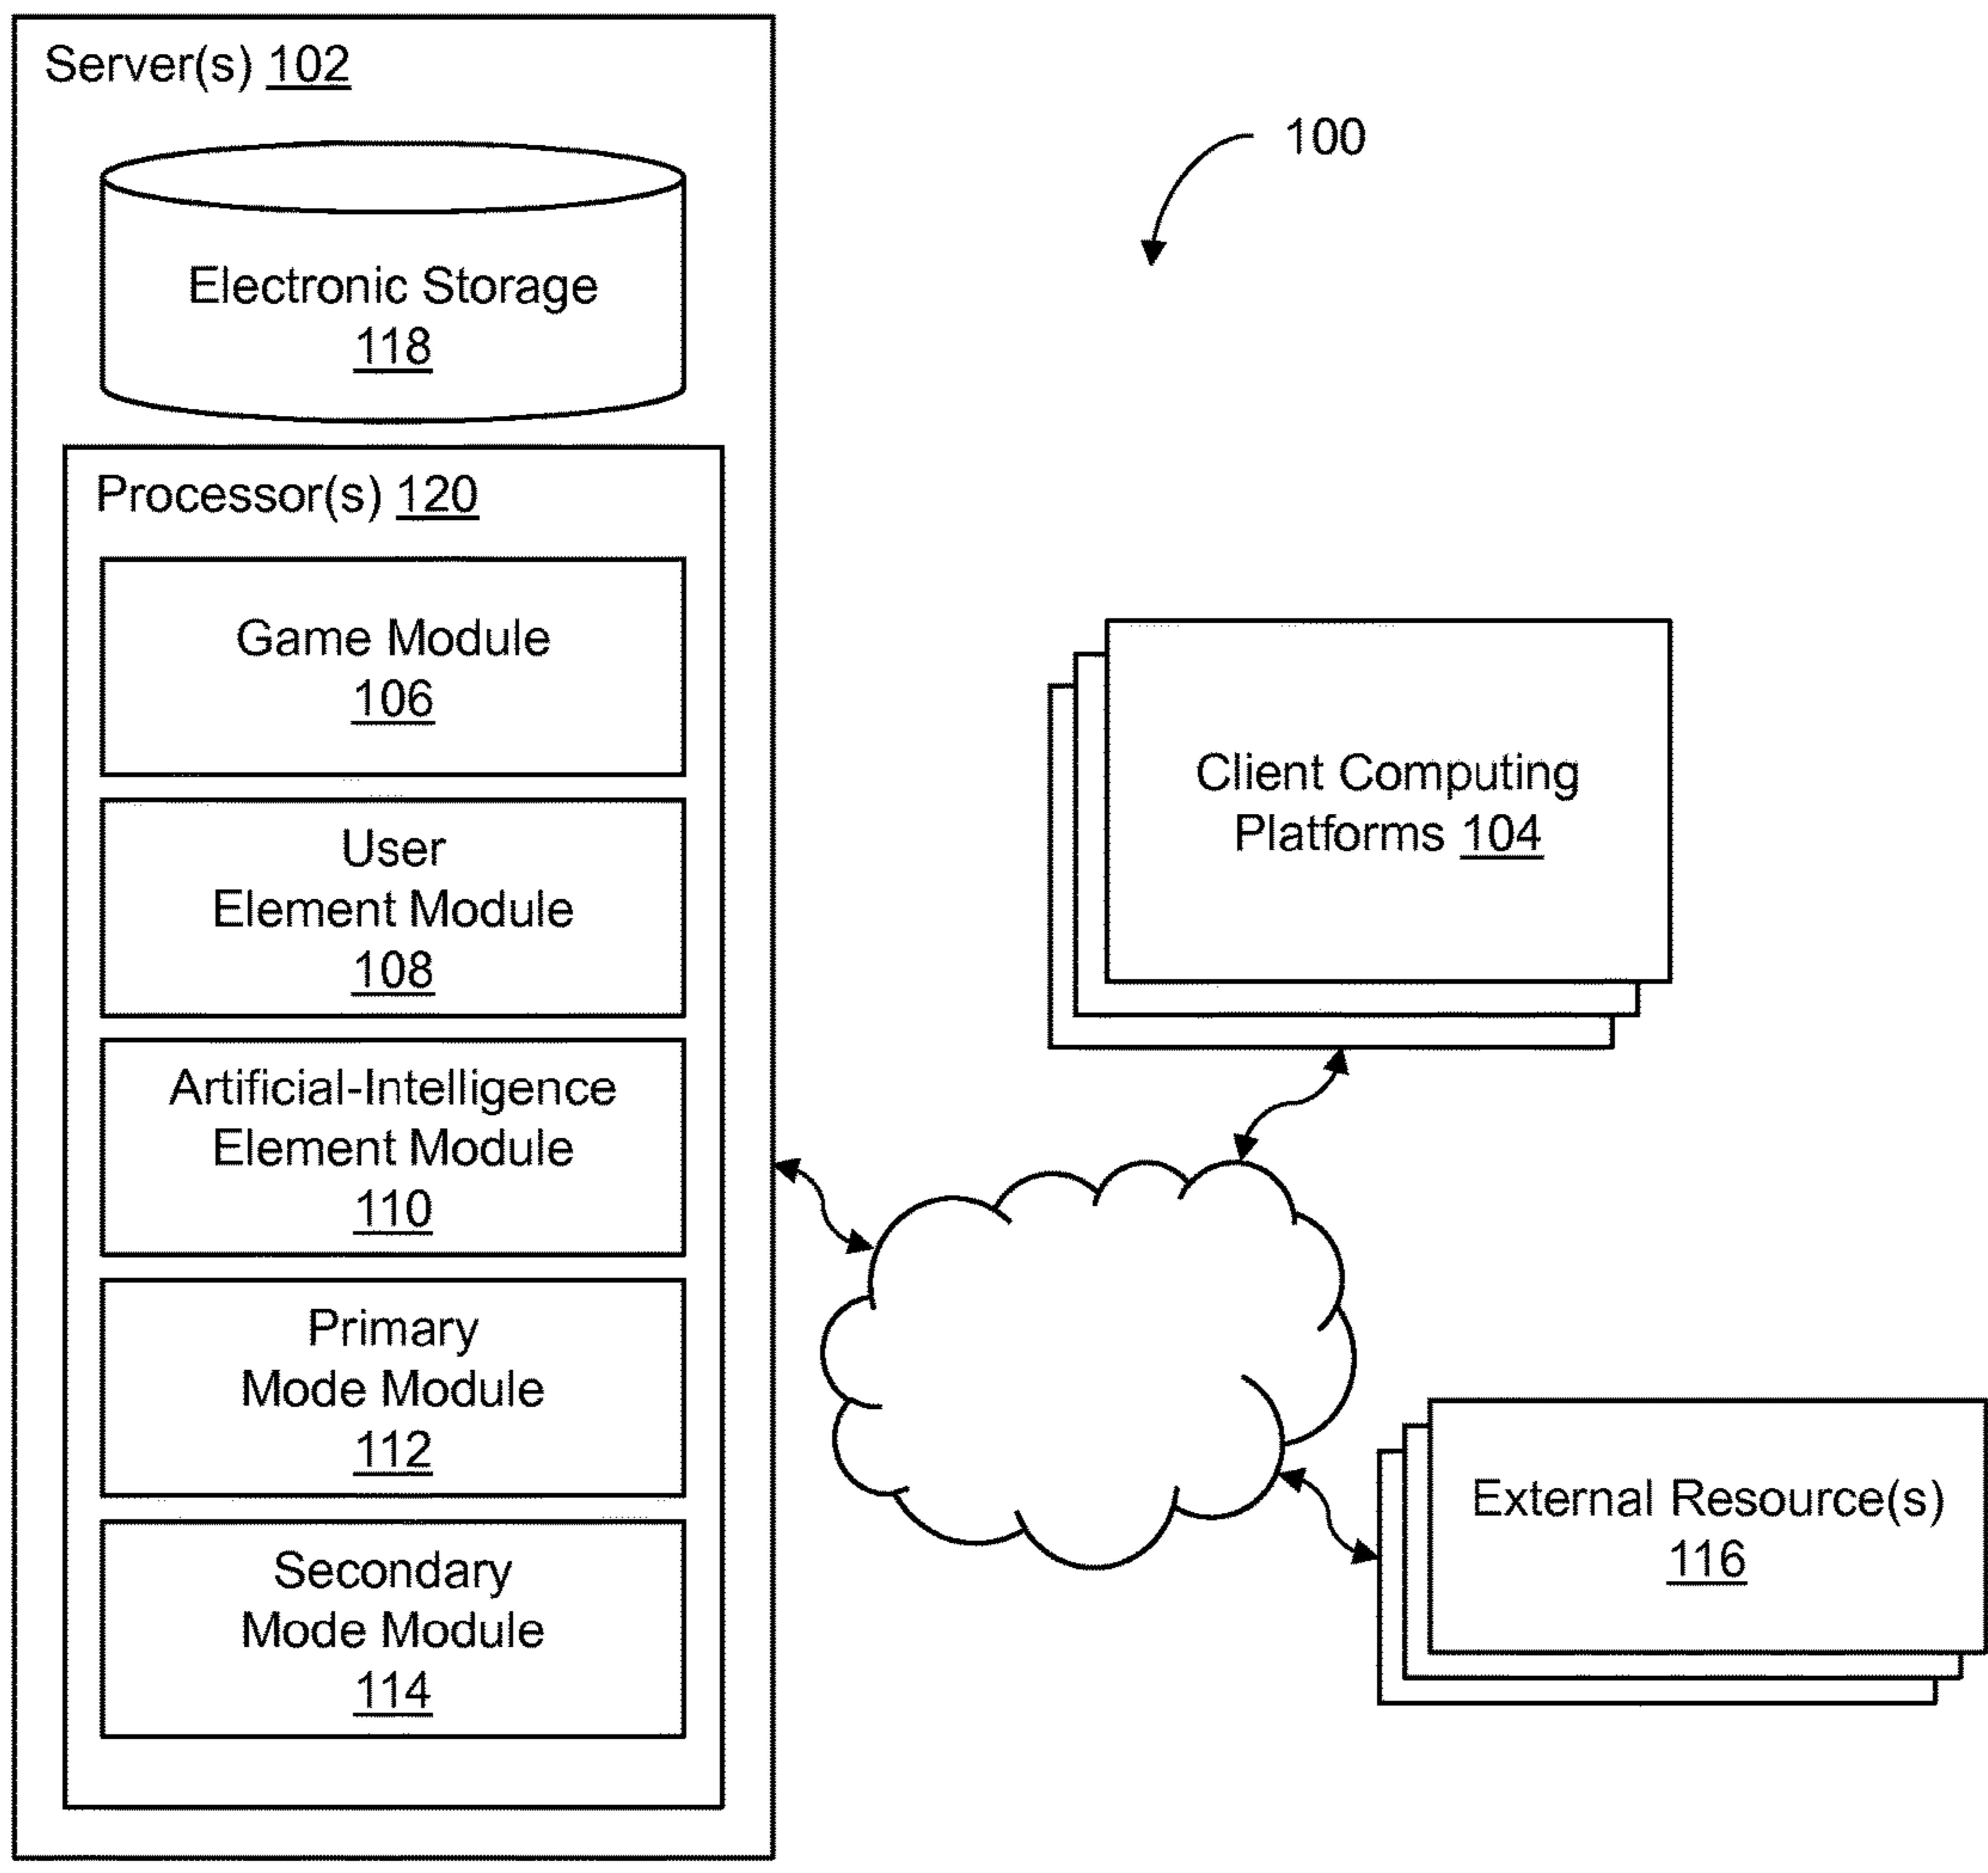 Server(s) 102
Electronic Storage
118
Processor(s) 120
Game Module
106
User
Element Module
108
Artificial-Intelligence
Element Module
110
Primary
Mode Module
112
Secondary
Mode Module
114
100
Client Computing
Platforms 104
External Resource(s)
116